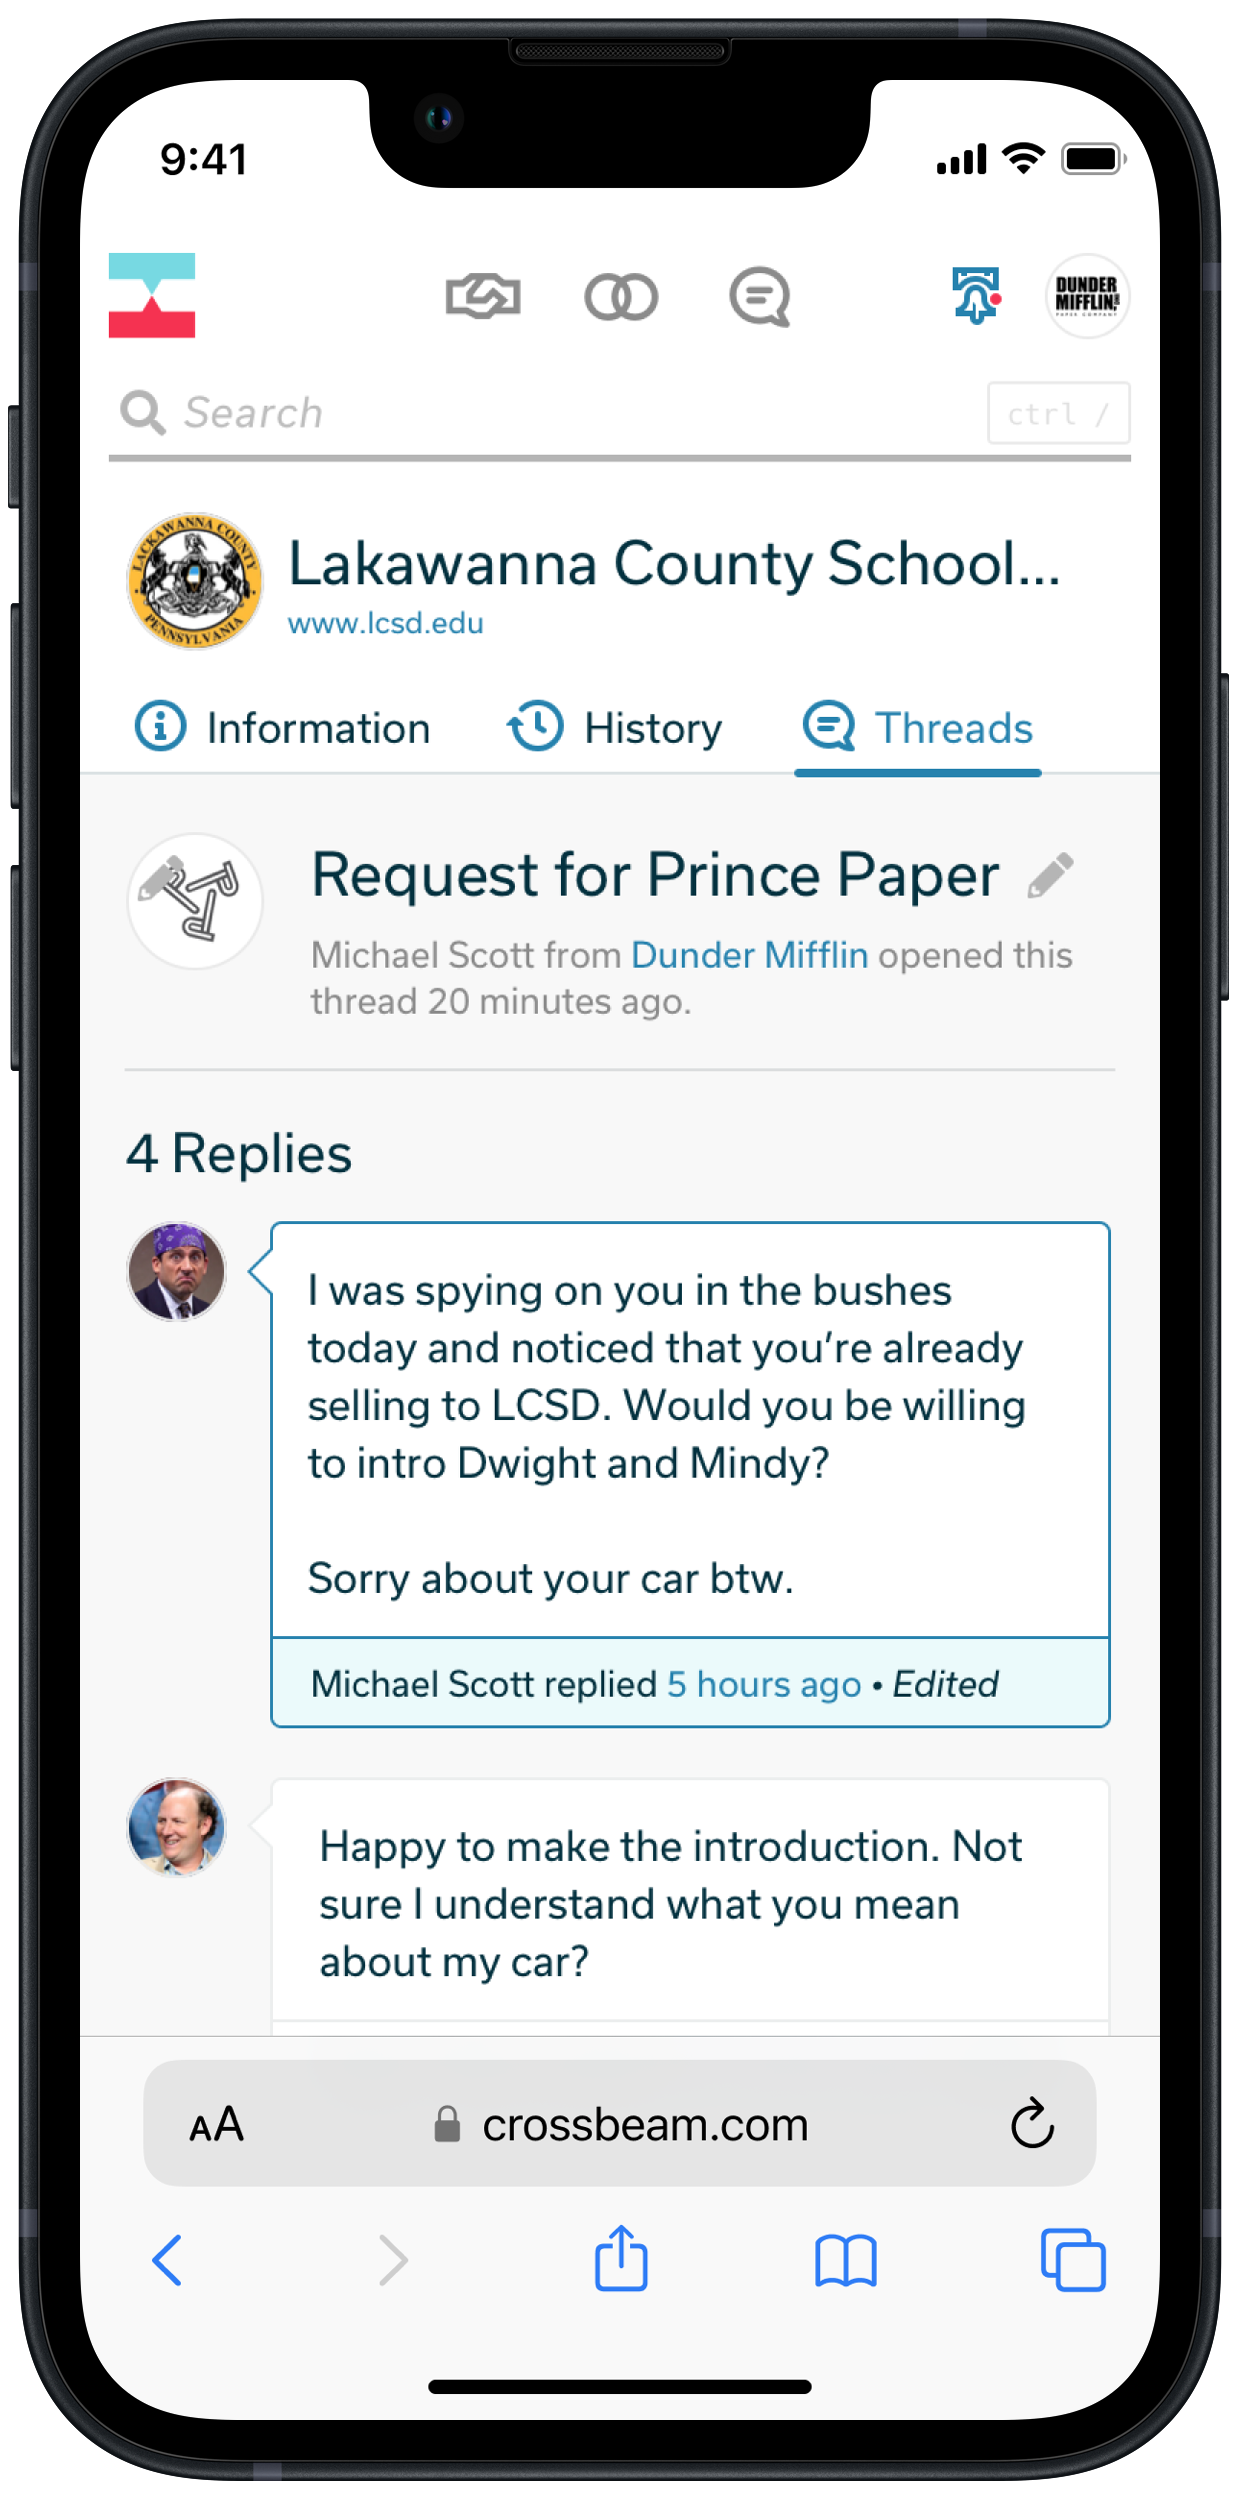 9:41
DUNDER
MIFFLIN, INC
PAPER COMPANY
Search
ctrl /
LACKAWANNA COUNTY
PENNSYLVANIA
Lakawanna County School...
www.lcsd.edu
Information
History
Threads
Request for Prince Paper
Michael Scott from Dunder Mifflin opened this
thread 20 minutes ago.
4 Replies
I was spying on you in the bushes
today and noticed that you’re already
selling to LCSD. Would you be willing
to intro Dwight and Mindy?
Sorry about your car btw.
Michael Scott replied 5 hours ago • Edited
Happy to make the introduction. Not
sure I understand what you mean
about my car?
AA
crossbeam.com